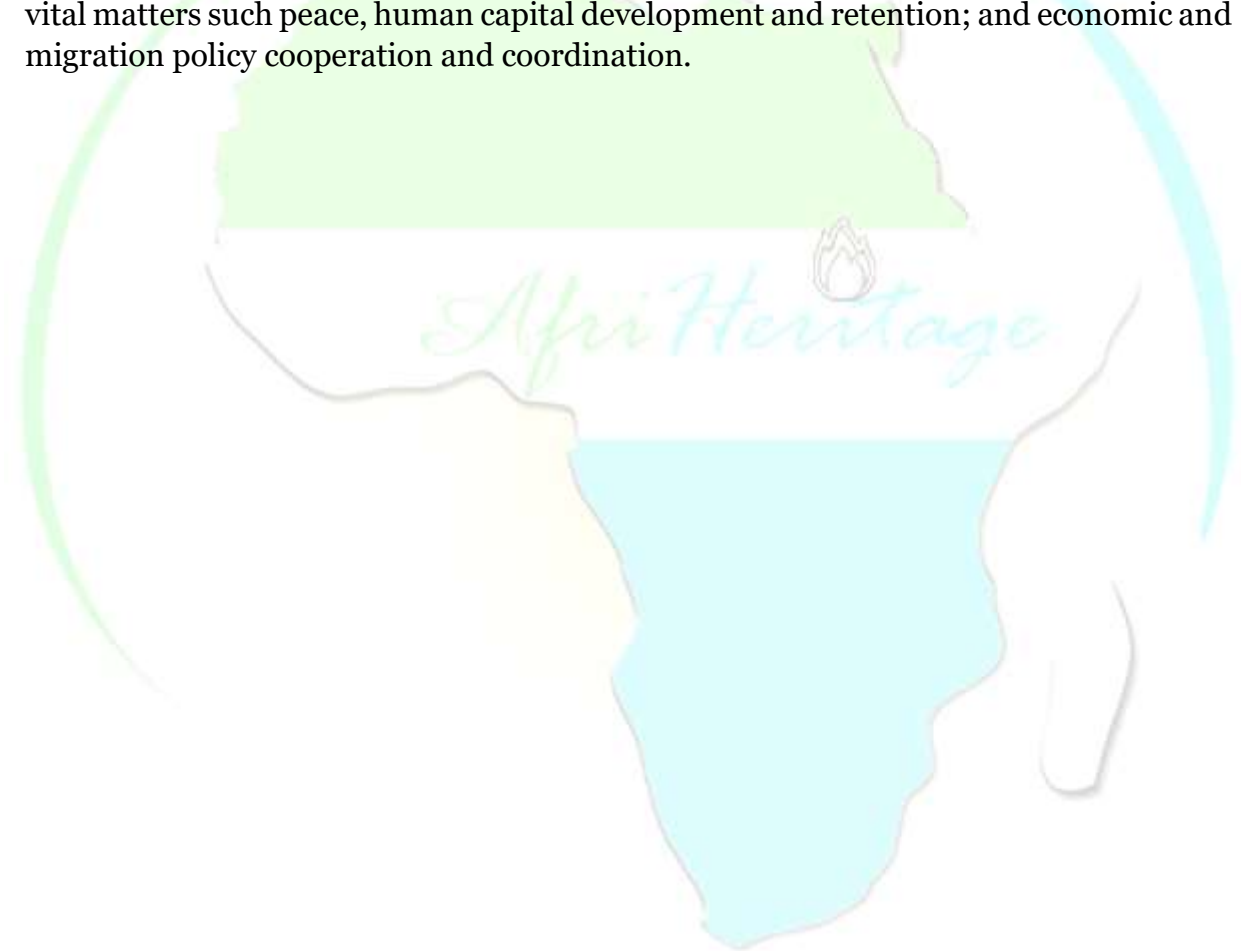 vital matters such peace, human capital development and retention; and economic and
migration policy cooperation and coordination.
AfriHeritage